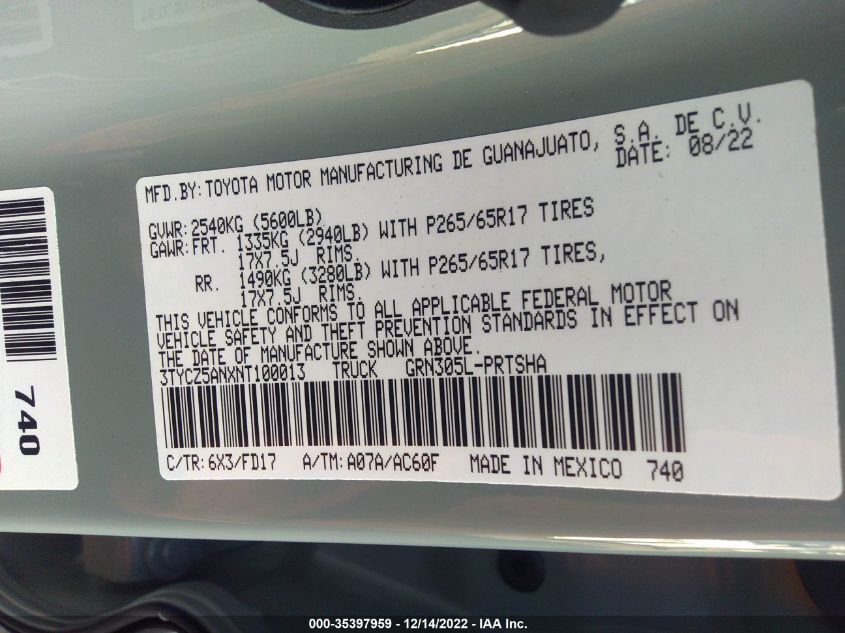 MFD.BY:TOYOTA MOTOR MANUFACTURING DE GUANAJUATO, S.A. DE C.V.
DATE: 08/22
GVWR:2540KG (5600LB)
GAWR:FRT. 1335KG (2940LB) WITH P265/65R17 TIRES
17X7.5J RIMS.
RR. 1490KG (3280LB) WITH P265/65R17 TIRES,
17X7.5J RIMS.
THIS VEHICLE CONFORMS TO ALL APPLICABLE FEDERAL MOTOR
VEHICLE SAFETY AND THEFT PREVENTION STANDARDS IN EFFECT ON
THE DATE OF MANUFACTURE SHOWN ABOVE.
3TYCZ5ANXNT100013 TRUCK GRN305L-PRTSHA
C/TR:6X3/FD17 A/TM:A07A/AC60F MADE IN MEXICO 740
740
000-35397959 - 12/14/2022 - IAA Inc.